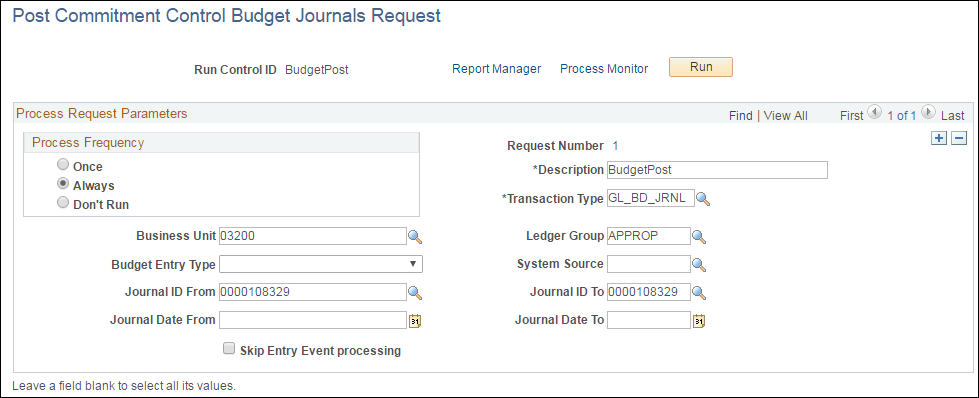 Post Commitment Control Budget Journals Request
Run Control ID BudgetPost Report Manager Process Monitor Run
Process Request Parameters Find | View All First 1 of 1 Last
Process Frequency
Once
Always
Don't Run
Request Number 1
*Description BudgetPost
*Transaction Type GL_BD_JRNL
Business Unit 03200 Ledger Group APPROP
Budget Entry Type System Source
Journal ID From 0000108329 Journal ID To 0000108329
Journal Date From 31 Journal Date To 31
Skip Entry Event processing
Leave a field blank to select all its values.